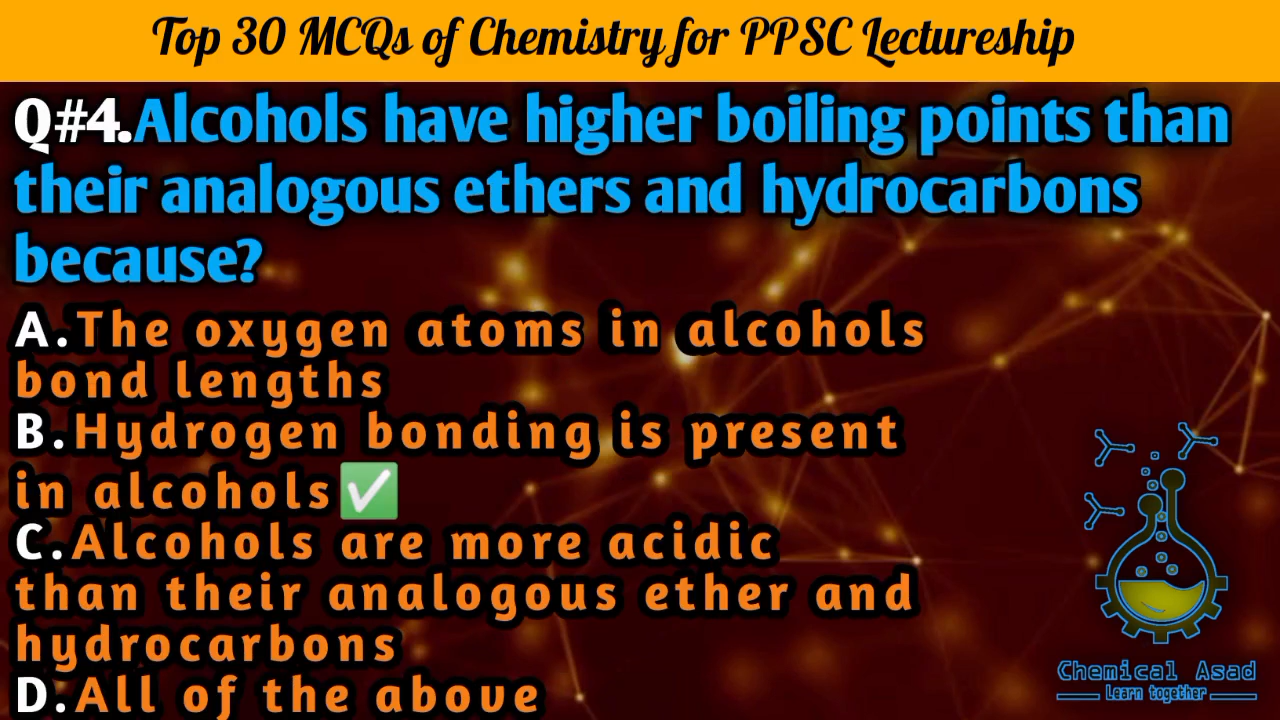 Top 30 MCQs of Chemistry for PPSC Lectureship
Q#4.Alcohols have higher boiling points than
their analogous ethers and hydrocarbons
because?
A.The oxygen atoms in alcohols
bond lengths
B.Hydrogen bonding is present
in alcohols✅
C.Alcohols are more acidic
than their analogous ether and
hydrocarbons
D.All of the above
Chemical Asad
Learn together